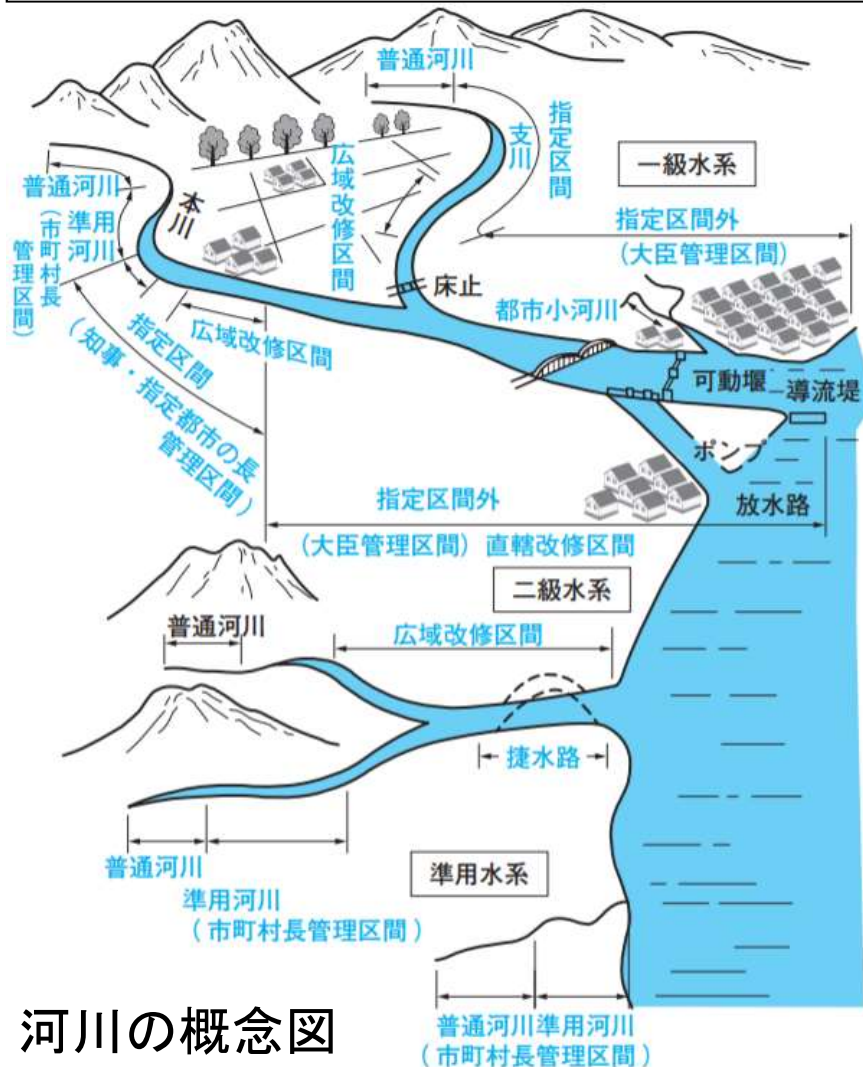 普通河川
指定区間
支川
一級水系
広域改修区間
普通河川
本川
準用河川
(市町村長管理区間)
指定区間外
(大臣管理区間)
床止
都市小河川
広域改修区間
指定区間
(知事・指定都市の長
管理区間)
可動堰
導流堤
ポンプ
放水路
指定区間外
(大臣管理区間) 直轄改修区間
二級水系
普通河川
広域改修区間
捷水路
普通河川
準用河川
(市町村長管理区間)
準用水系
普通河川 準用河川
(市町村長管理区間)
河川の概念図